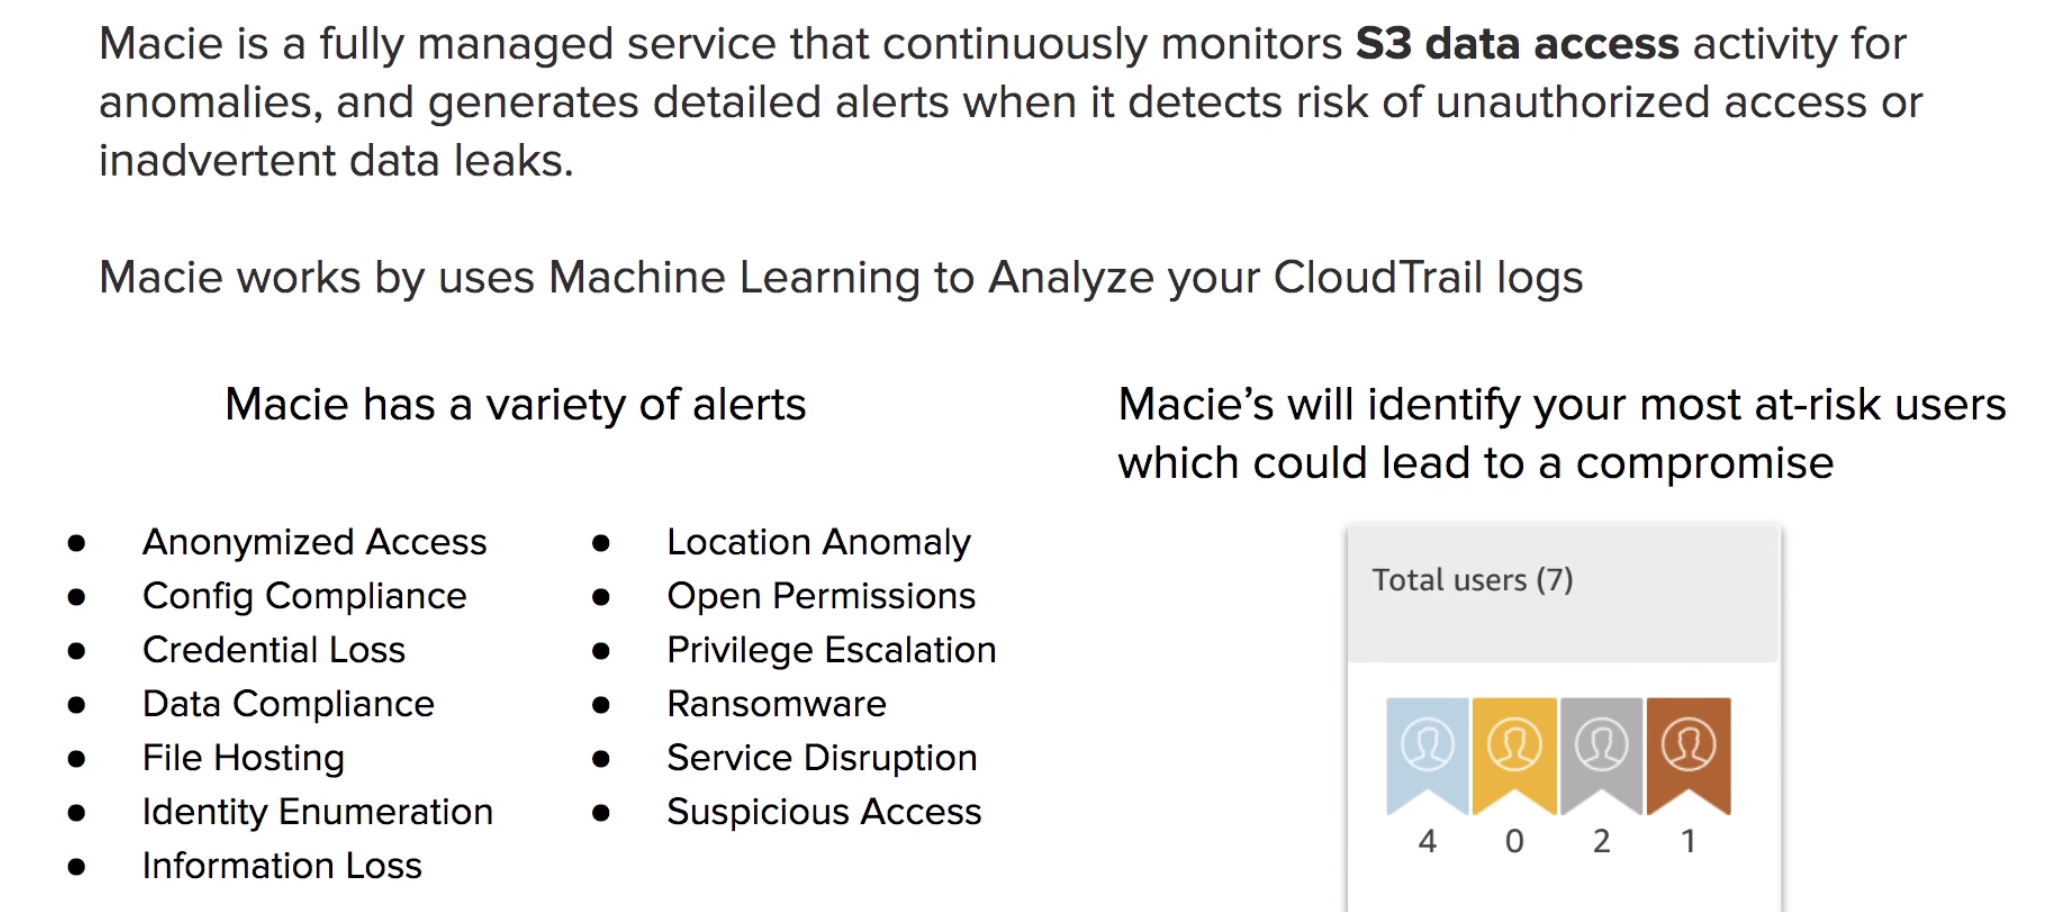 Macie is a fully managed service that continuously monitors S3 data access activity for
anomalies, and generates detailed alerts when it detects risk of unauthorized access or
inadvertent data leaks.
Macie works by uses Machine Learning to Analyze your CloudTrail logs
Macie has a variety of alerts
● Anonymized Access
● Config Compliance
● Credential Loss
● Data Compliance
● File Hosting
● Identity Enumeration
● Information Loss
● Location Anomaly
● Open Permissions
● Privilege Escalation
● Ransomware
● Service Disruption
● Suspicious Access
Macie’s will identify your most at-risk users
which could lead to a compromise
Total users (7)
4 0 2 1